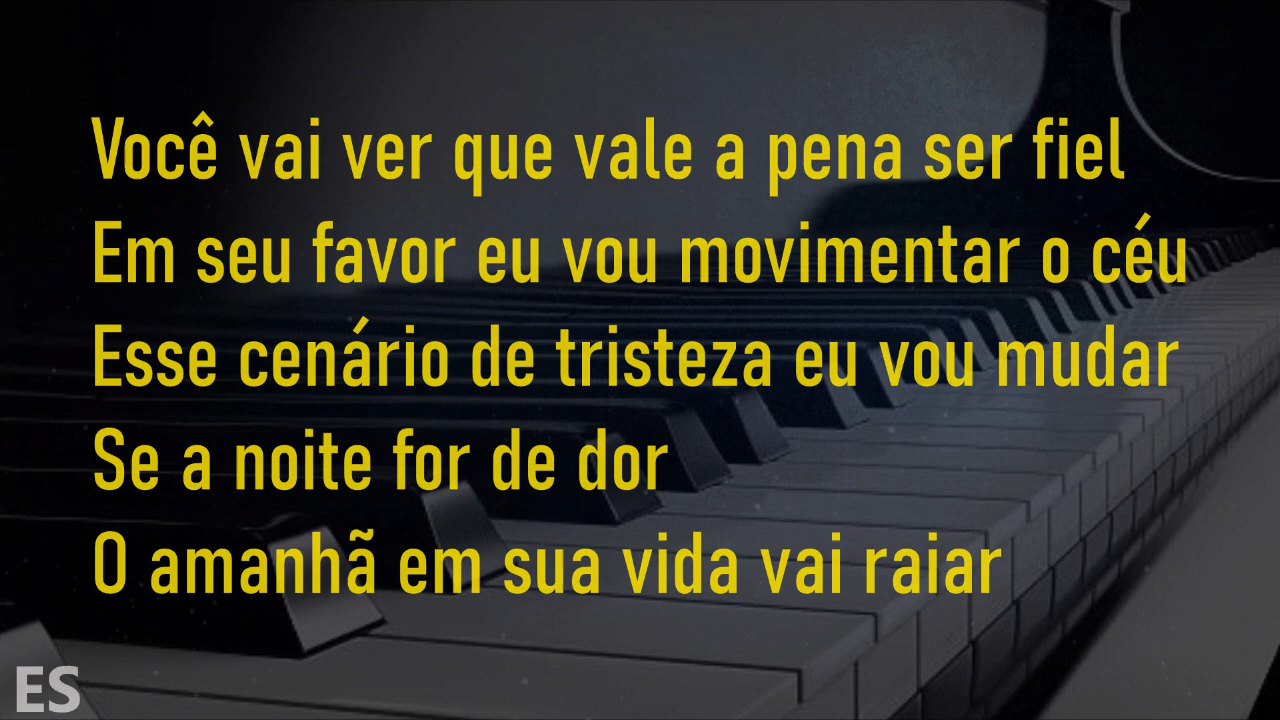 Você vai ver que vale a pena ser fiel
Em seu favor eu vou movimentar o céu
Esse cenário de tristeza eu vou mudar
Se a noite for de dor
O amanhã em sua vida vai raiar
ES